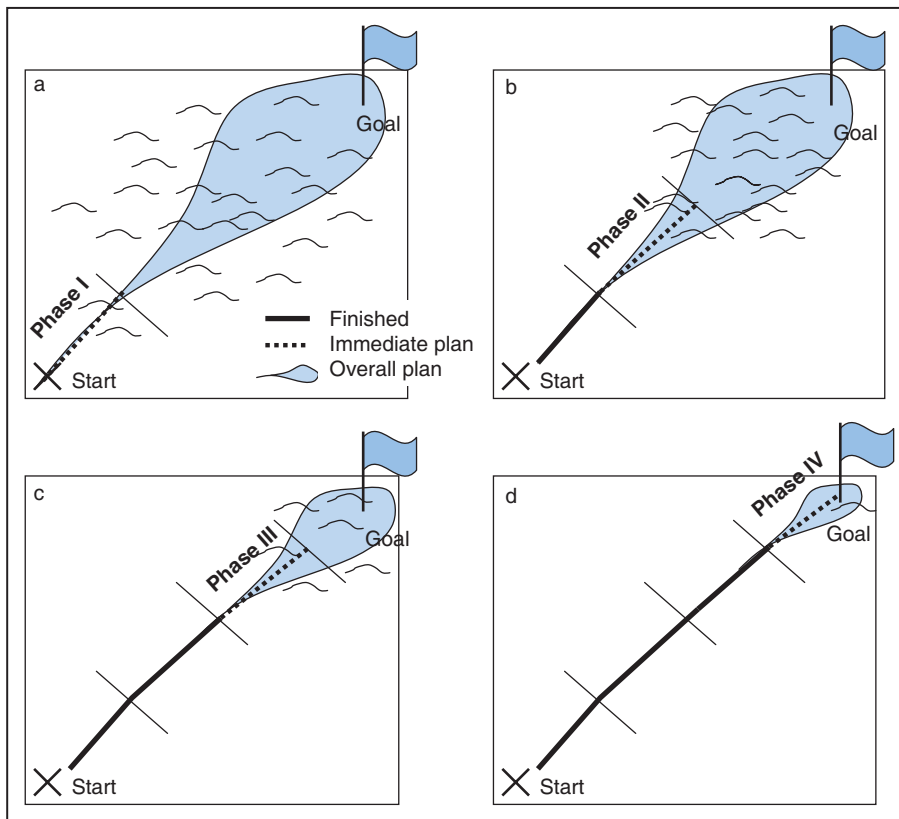 a
Goal
Phase I
Finished
Immediate plan
Overall plan
Start
b
Goal
Phase II
Start
c
Goal
Phase III
Start
d
Phase IV
Goal
Start